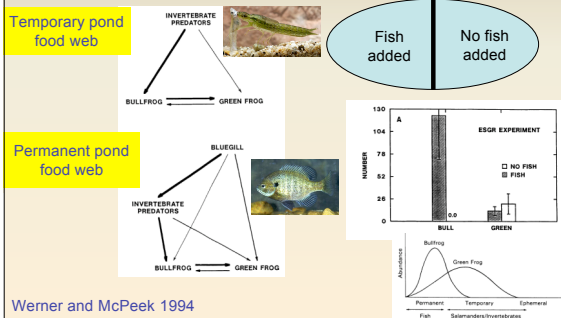 Temporary pond
food web
INVERTEBRATE
PREDATORS
BULLFROG
GREEN FROG
Fish
added
No fish
added
Permanent pond
food web
BLUEGILL
INVERTEBRATE
PREDATORS
BULLFROG
GREEN FROG
A
ESGR EXPERIMENT
NUMBER
130
104
78
52
26
0
0.0
NO FISH
FISH
BULL
GREEN
Abundance
Bullfrog
Green Frog
Permanent
Temporary
Ephemeral
Fish
Salamanders/Invertebrates
Werner and McPeek 1994